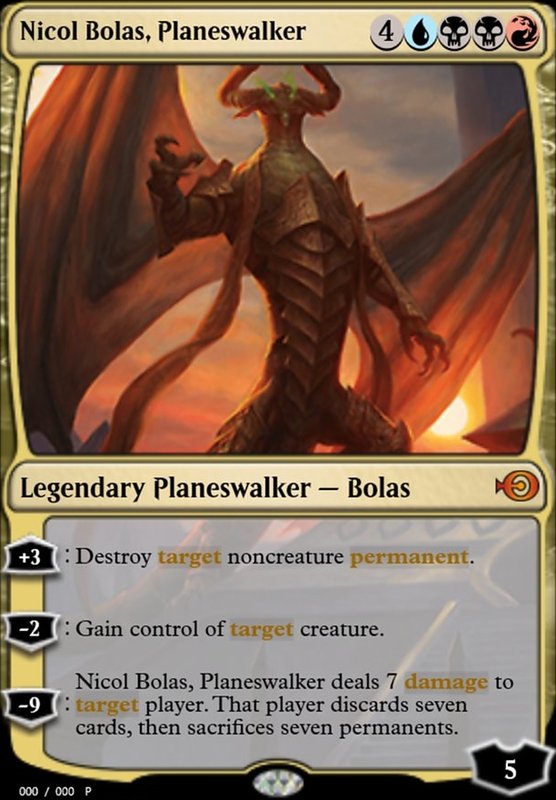 Nicol Bolas, Planeswalker 4
Legendary Planeswalker — Bolas
+3 : Destroy target noncreature permanent.
-2 : Gain control of target creature.
Nicol Bolas, Planeswalker deals 7 damage to
-9 : target player. That player discards seven
cards, then sacrifices seven permanents.
5
000 / 000 P